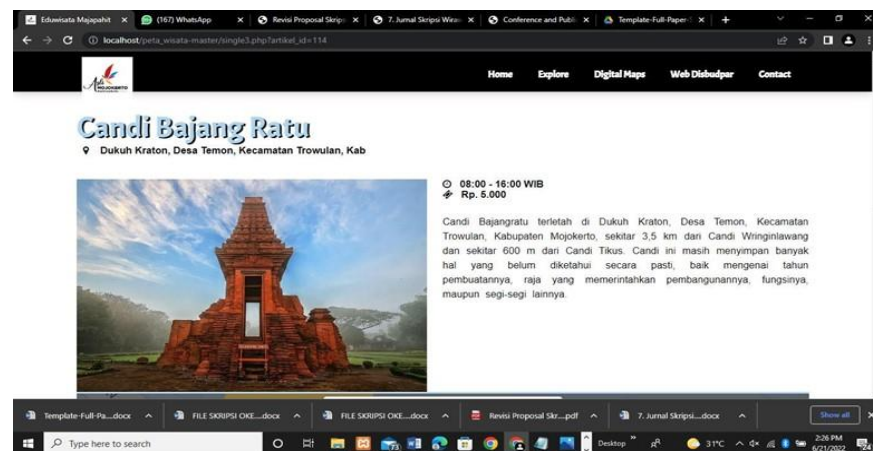 Eduwisata Majapahit
(167) WhatsApp
Revisi Proposal Skrips
7. Jurnal Skripsi Wirav
Conference and Public
Template-Full-Paper-
localhost/peta_wisata-master/single3.php?artikel_id=114
MOJOKERTO
Home Explore Digital Maps Web Disbudpar Contact
Candi Bajang Ratu
Dukuh Kraton, Desa Temon, Kecamatan Trowulan, Kab
08:00 - 16:00 WIB
Rp. 5.000
Candi Bajangratu terletah di Dukuh Kraton, Desa Temon, Kecamatan
Trowulan, Kabupaten Mojokerto, sekitar 3,5 km dari Candi Wringinlawang
dan sekitar 600 m dari Candi Tikus. Candi ini masih menyimpan banyak
hal yang belum diketahui secara pasti, baik mengenai tahun
pembuatannya, raja yang memerintahkan pembangunannya, fungsinya,
maupun segi-segi lainnya.
Template-Full-Pa....docx
FILE SKRIPSI OKE....docx
FILE SKRIPSI OKE....docx
Revisi Proposal Skr....pdf
7. Jurnal Skripsi....docx
Show all
Type here to search
Desktop
31°C
2:26 PM
6/21/2022